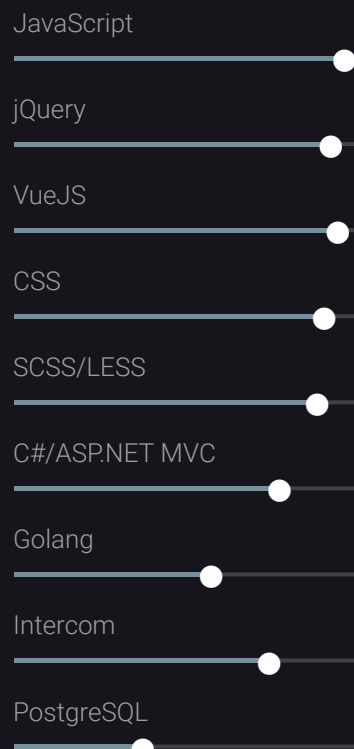 JavaScript
jQuery
VueJS
CSS
SCSS/LESS
C#/ASP.NET MVC
Golang
Intercom
PostgreSQL